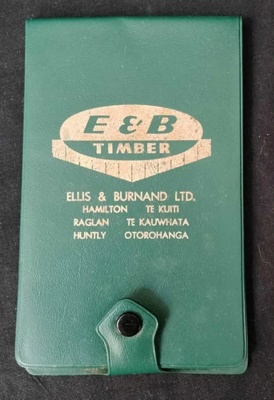 E & B
TIMBER
ELLIS & BURNAND LTD.
HAMILTON TE KUITI
RAGLAN TE KAUWHATA
HUNTLY OTOROHANGA